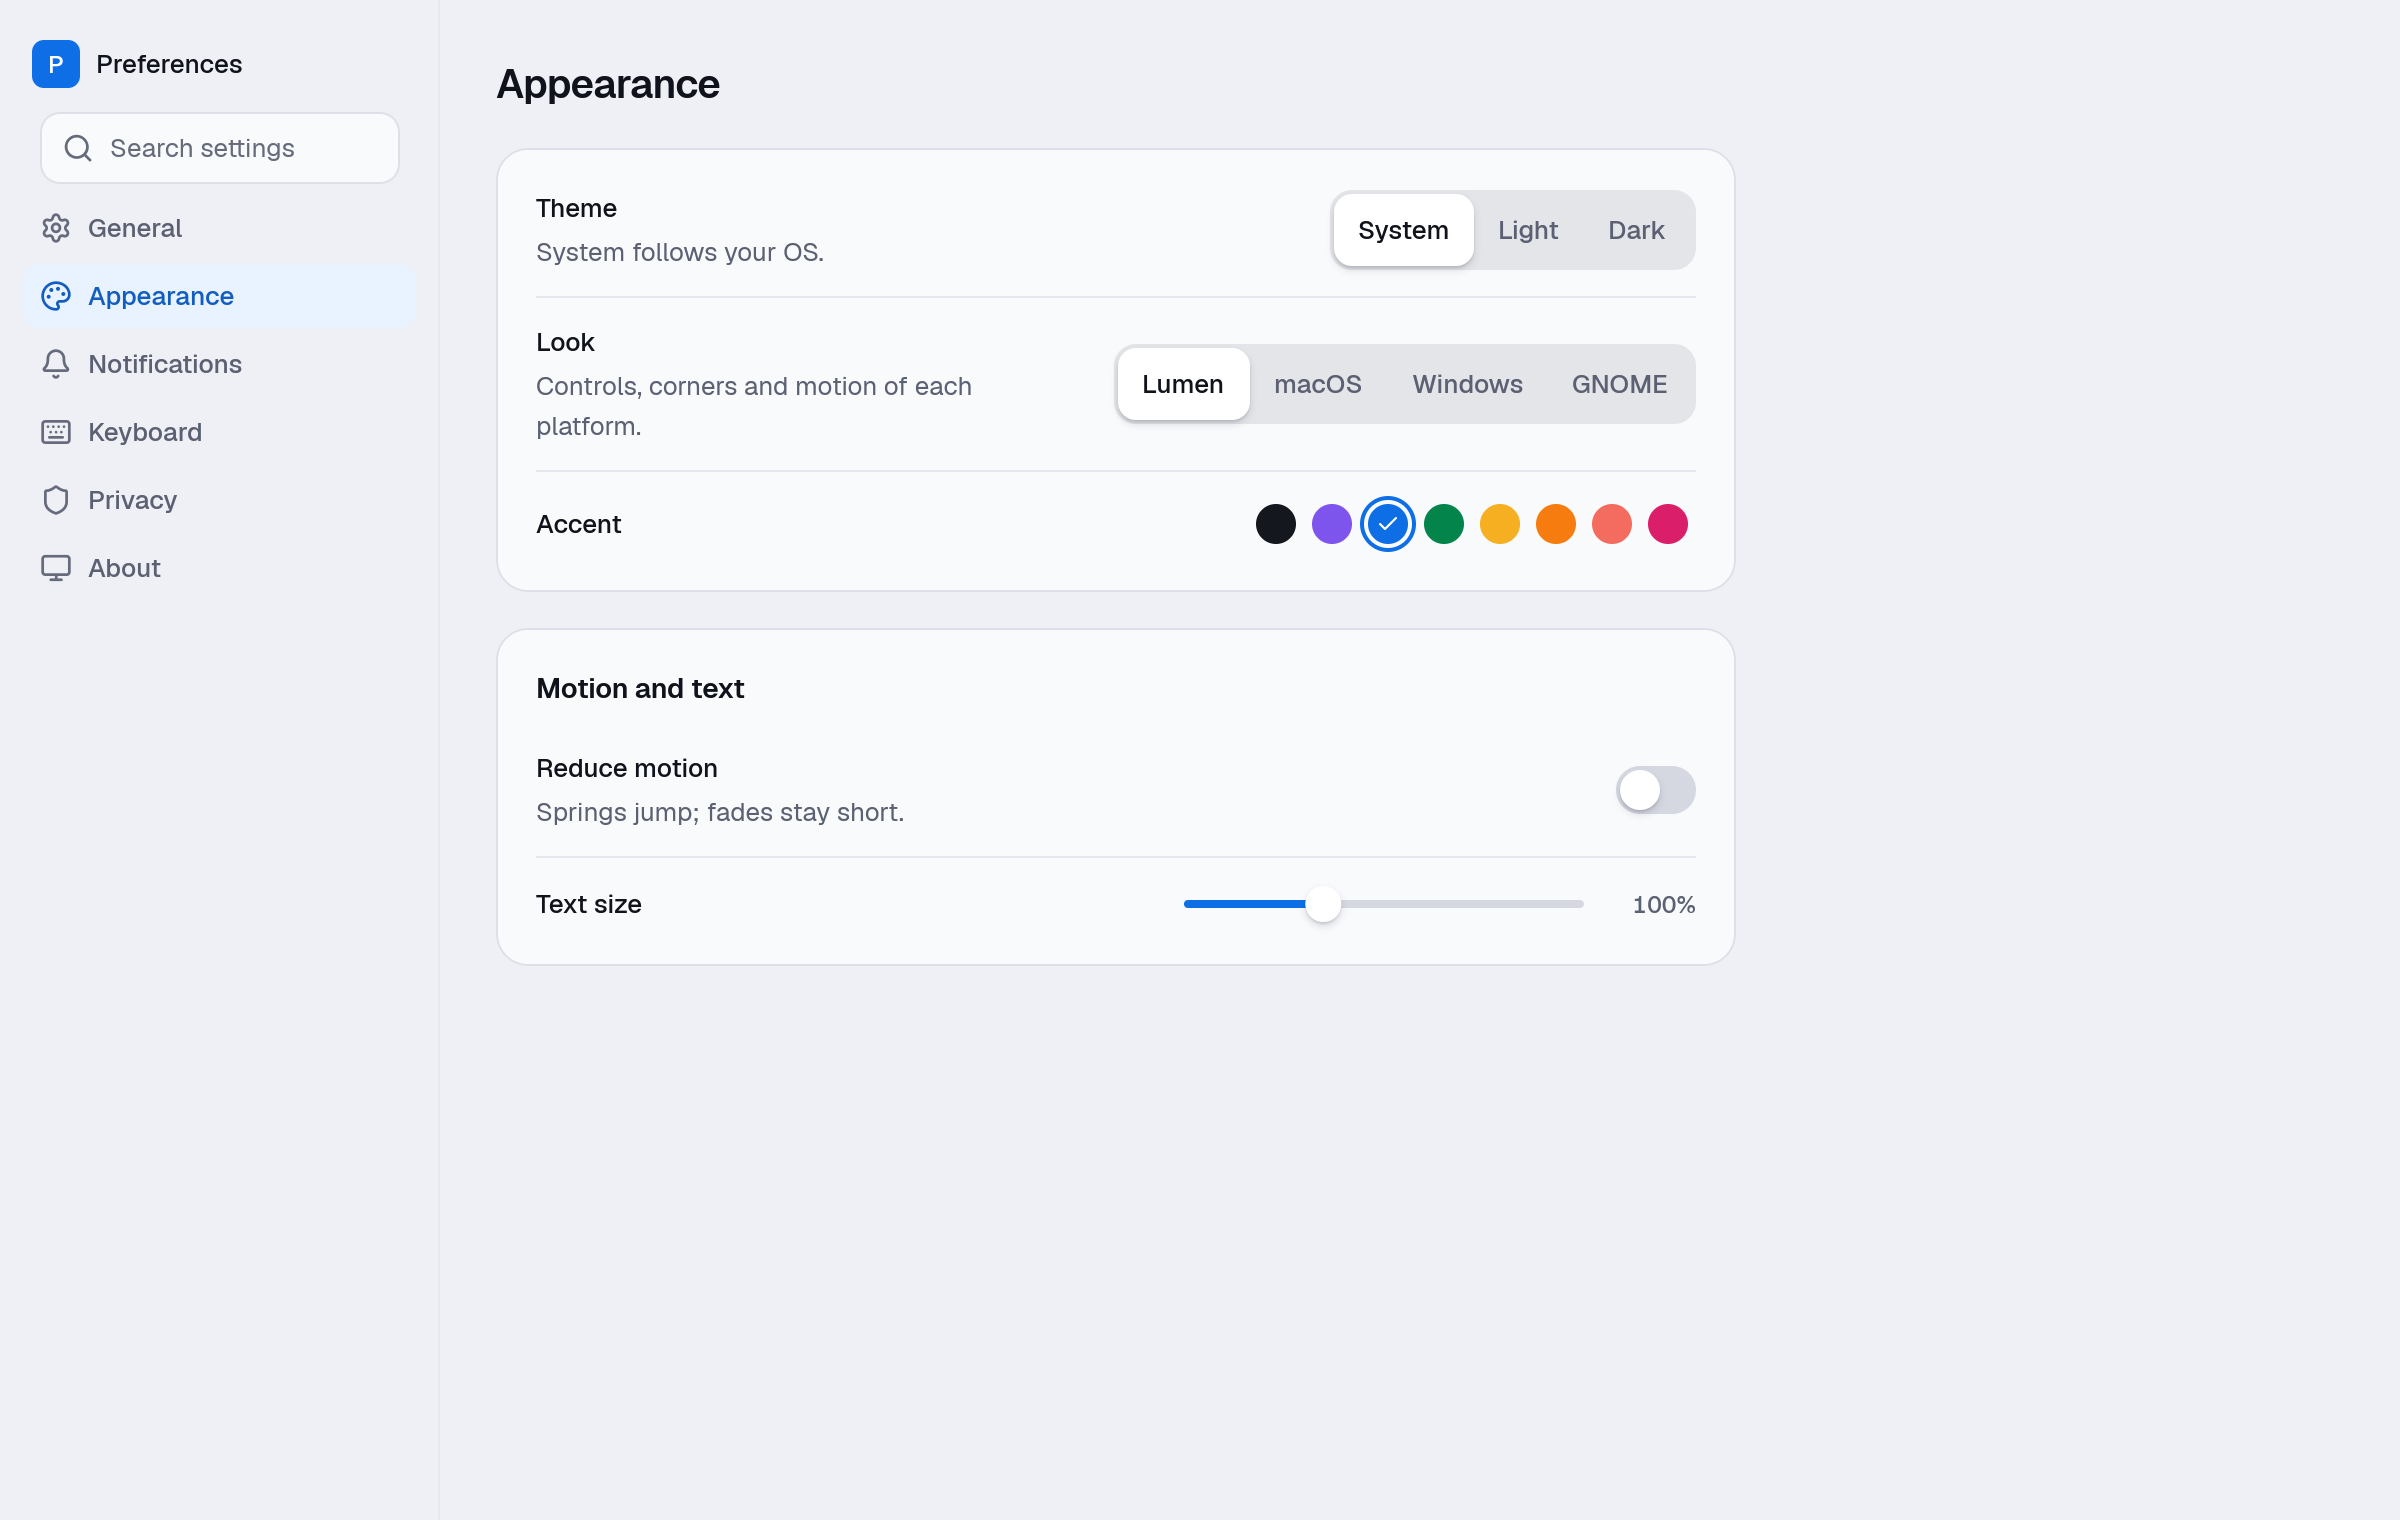 P Preferences
Search settings
General
Appearance
Notifications
Keyboard
Privacy
About
Appearance
Theme
System follows your OS.
System Light Dark
Look
Controls, corners and motion of each
platform.
Lumen macOS Windows GNOME
Accent
Motion and text
Reduce motion
Springs jump; fades stay short.
Text size
100%